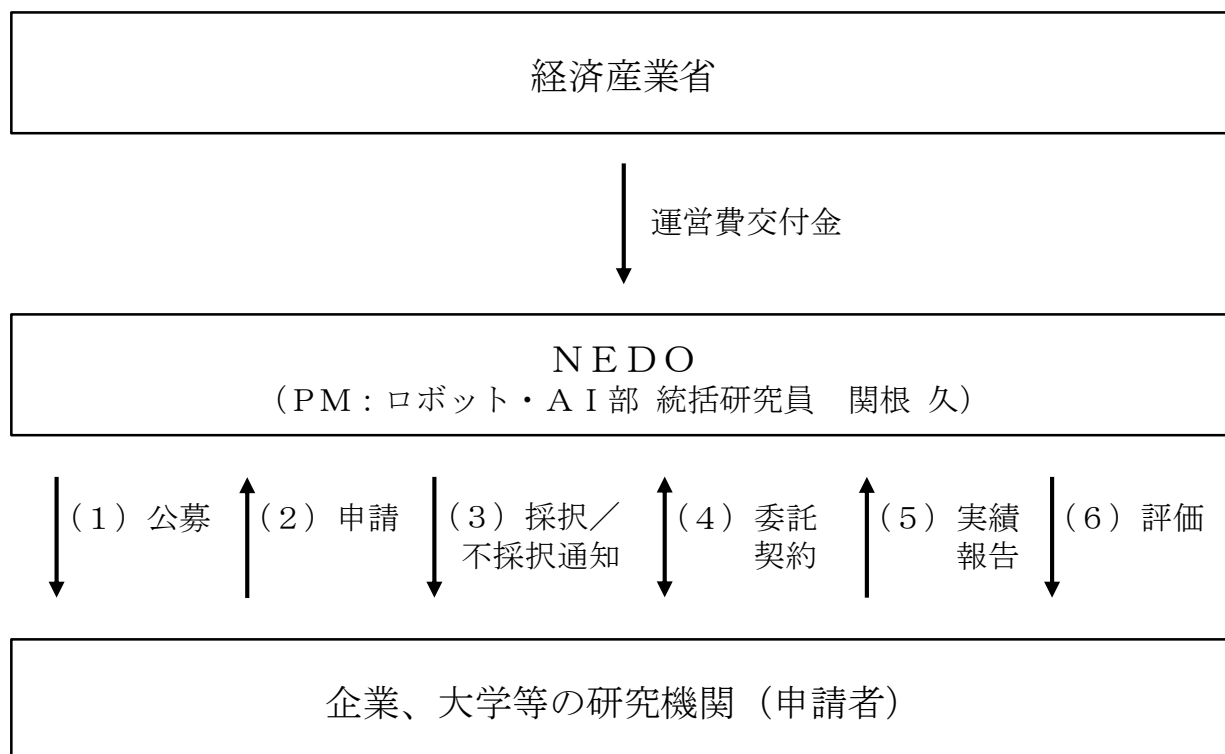 経済産業省
運営費交付金
ＮＥＤＯ
（ＰＭ：ロボット・ＡＩ部 統括研究員　関根 久）
（１）公募
（２）申請
（３）採択／
不採択通知
（４）委託
契約
（５）実績
報告
（６）評価
企業、大学等の研究機関（申請者）